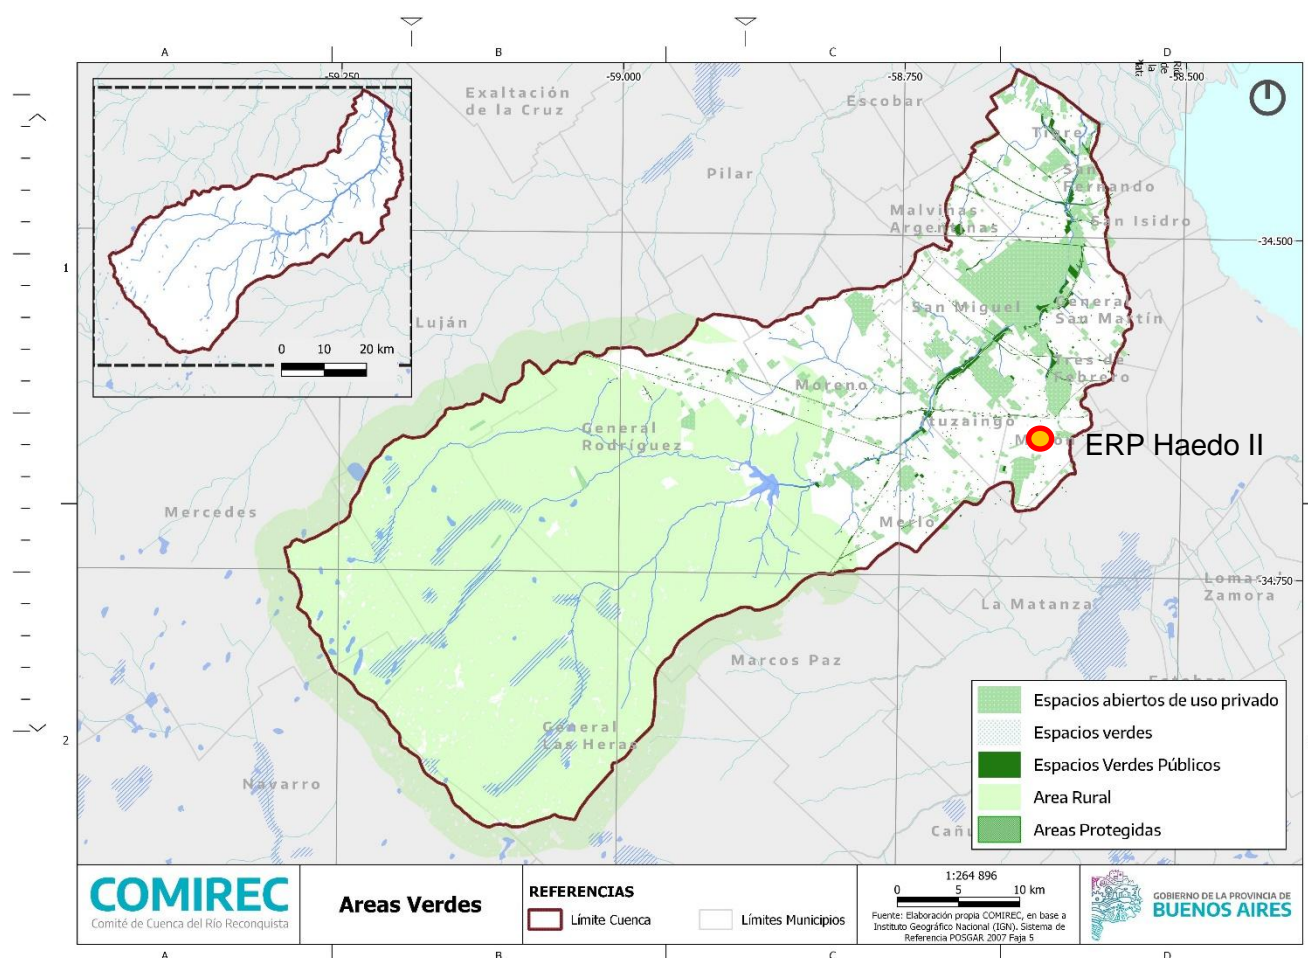 A
B
C
D
-59.250
-59.000
-58.750
-58.500
Exaltación
de la Cruz
Escobar
Tigre
Pilar
San
Fernando
Malvinas
Argentinas
San Isidro
-34.500
1
San Miguel
General
San Martín
Luján
0 10 20 km
Tres de
Febrero
Moreno
General
Rodríguez
Ituzaingó
ERP Haedo II
Mercedes
Merlo
-34.750
La Matanza
Zamora
Marcos Paz
General
Las Heras
2
Navarro
Espacios abiertos de uso privado
Espacios verdes
Espacios Verdes Públicos
Area Rural
Areas Protegidas
COMIREC
Comité de Cuenca del Río Reconquista
Areas Verdes
REFERENCIAS
Límite Cuenca
Límites Municipios
1:264 896
0 5 10 km
Fuente: Elaboración propia COMIREC, en base a
Instituto Geográfico Nacional (IGN). Sistema de
Referencia POSGAR 2007 Faja 5
GOBIERNO DE LA PROVINCIA DE
BUENOS AIRES
A
B
C
D